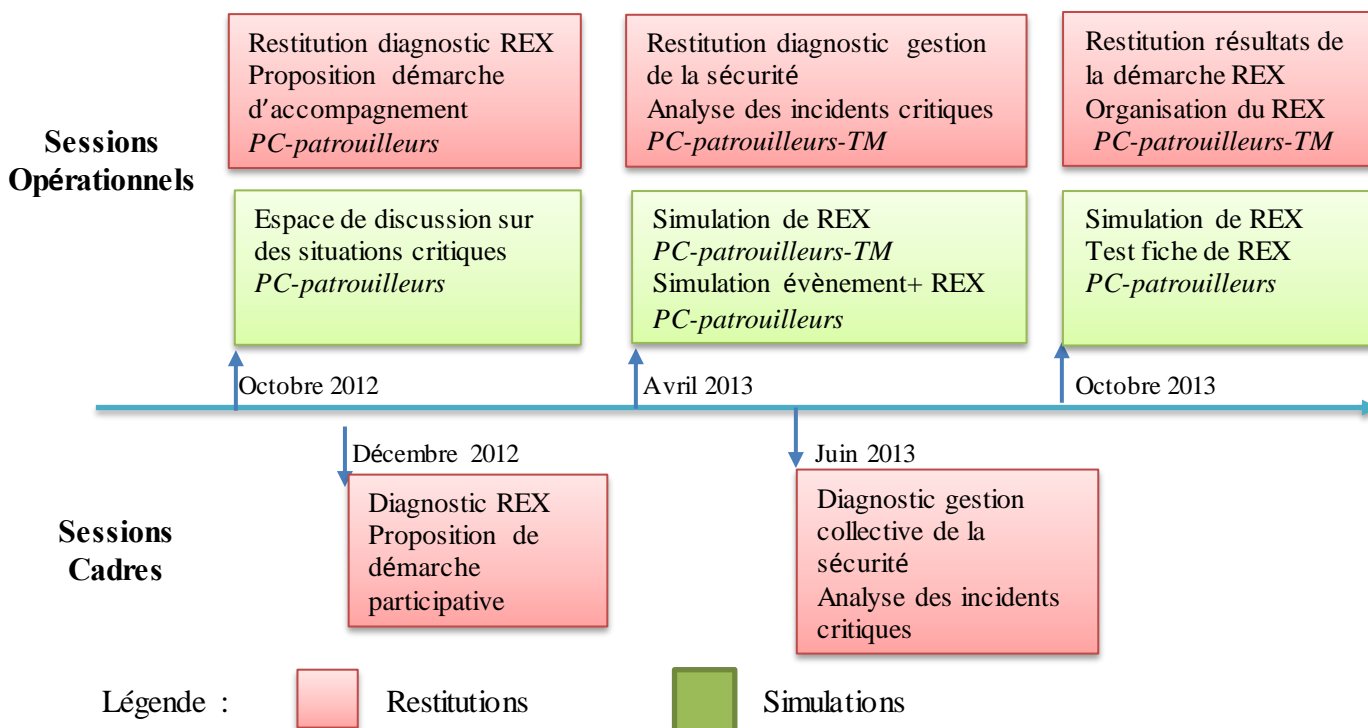 Restitution diagnostic REX
Proposition démarche
d'accompagnement
PC-patrouilleurs
Restitution diagnostic gestion
de la sécurité
Analyse des incidents critiques
PC-patrouilleurs-TM
Restitution résultats de
la démarche REX
Organisation du REX
PC-patrouilleurs-TM
Sessions
Opérationnels
Espace de discussion sur
des situations critiques
PC-patrouilleurs
Simulation de REX
PC-patrouilleurs-TM
Simulation évènement+ REX
PC-patrouilleurs
Simulation de REX
Test fiche de REX
PC-patrouilleurs
Octobre 2012
Avril 2013
Octobre 2013
Décembre 2012
Juin 2013
Sessions
Cadres
Diagnostic REX
Proposition de
démarche
participative
Diagnostic gestion
collective de la
sécurité
Analyse des incidents
critiques
Légende :
Restitutions
Simulations